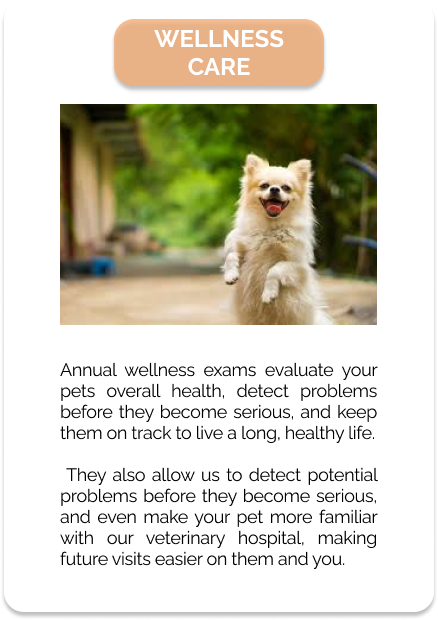 WELLNESS
CARE
Annual wellness exams evaluate your
pets overall health, detect problems
before they become serious, and keep
them on track to live a long, healthy life.
They also allow us to detect potential
problems before they become serious,
and even make your pet more familiar
with our veterinary hospital, making
future visits easier on them and you.